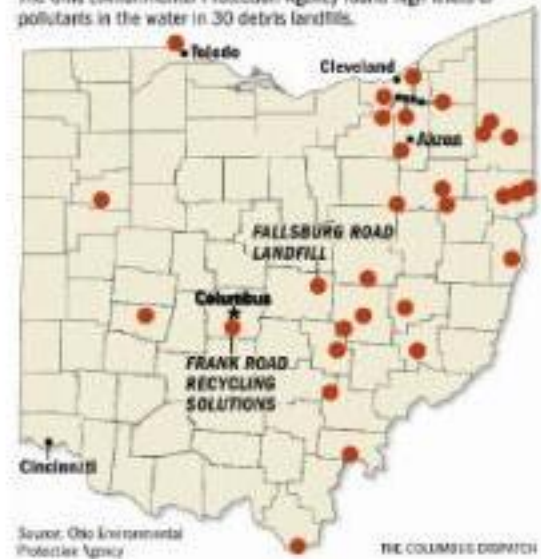 pollutants in the water in 30 debris landfills.
Toledo
Cleveland
Akron
FALLSBURG ROAD
LANDFILL
Columbus
FRANK ROAD
RECYCLING
SOLUTIONS
Cincinnati
Source: Ohio Environmental
Protection Agency
THE COLUMBUS DISPATCH